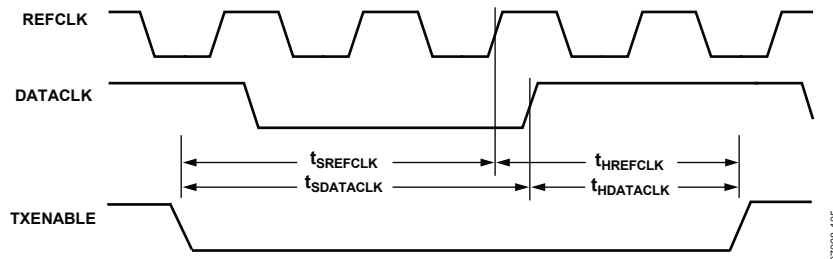 REFCLK
DATACLK
tSREFCLK
tHREFCLK
tSDATACLK
tHDATACLK
TXENABLE